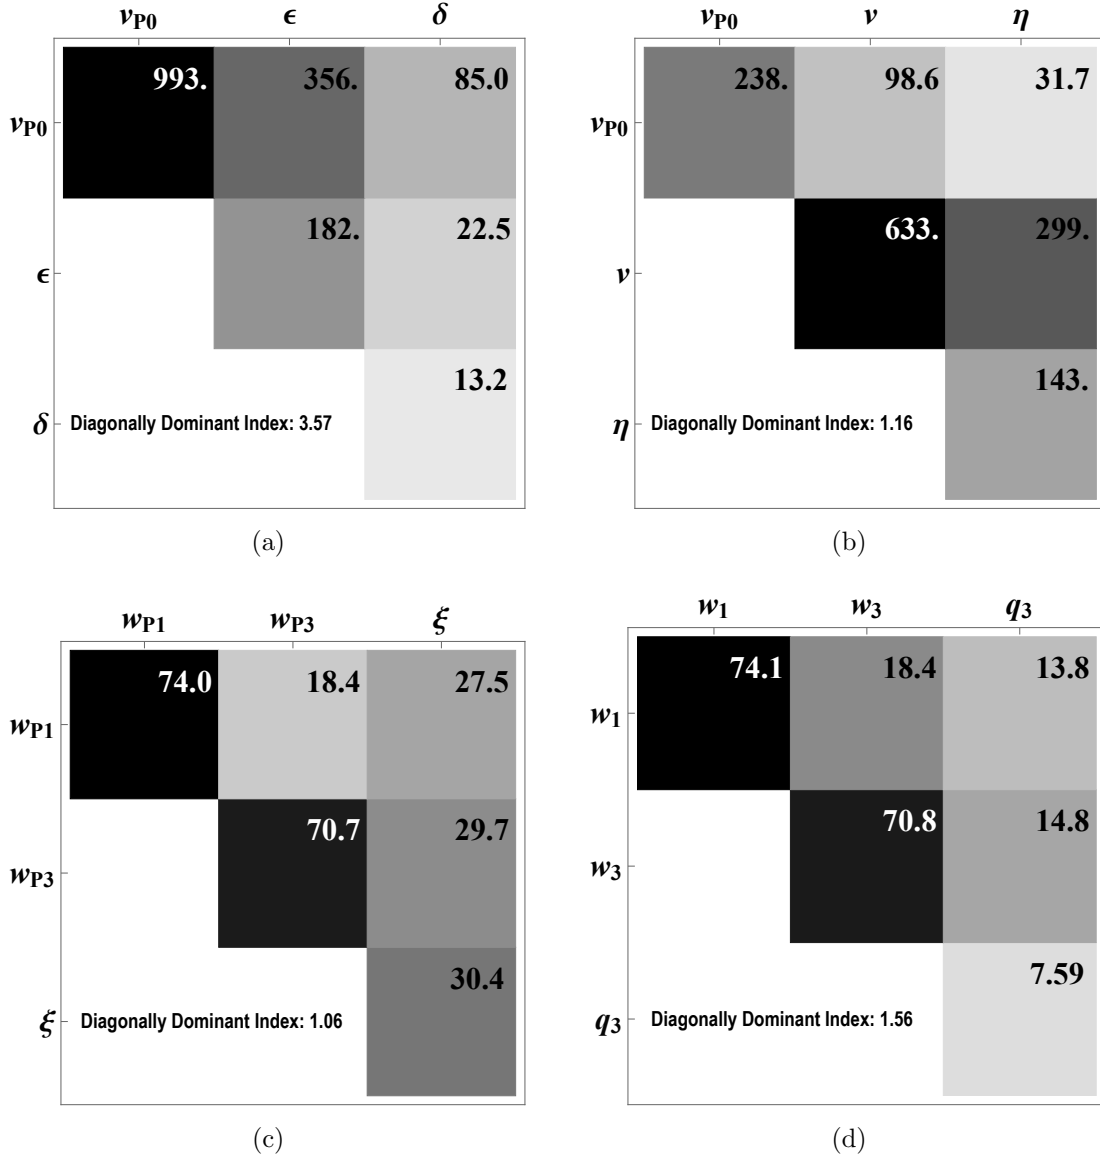 v_P0 ϵ δ
v_P0 993. 356. 85.0
ϵ 182. 22.5
13.2
δ Diagonally Dominant Index: 3.57
(a)
v_P0 v η
v_P0 238. 98.6 31.7
v 633. 299.
143.
η Diagonally Dominant Index: 1.16
(b)
w_P1 w_P3 ξ
w_P1 74.0 18.4 27.5
w_P3 70.7 29.7
30.4
ξ Diagonally Dominant Index: 1.06
(c)
w_1 w_3 q_3
w_1 74.1 18.4 13.8
w_3 70.8 14.8
7.59
q_3 Diagonally Dominant Index: 1.56
(d)